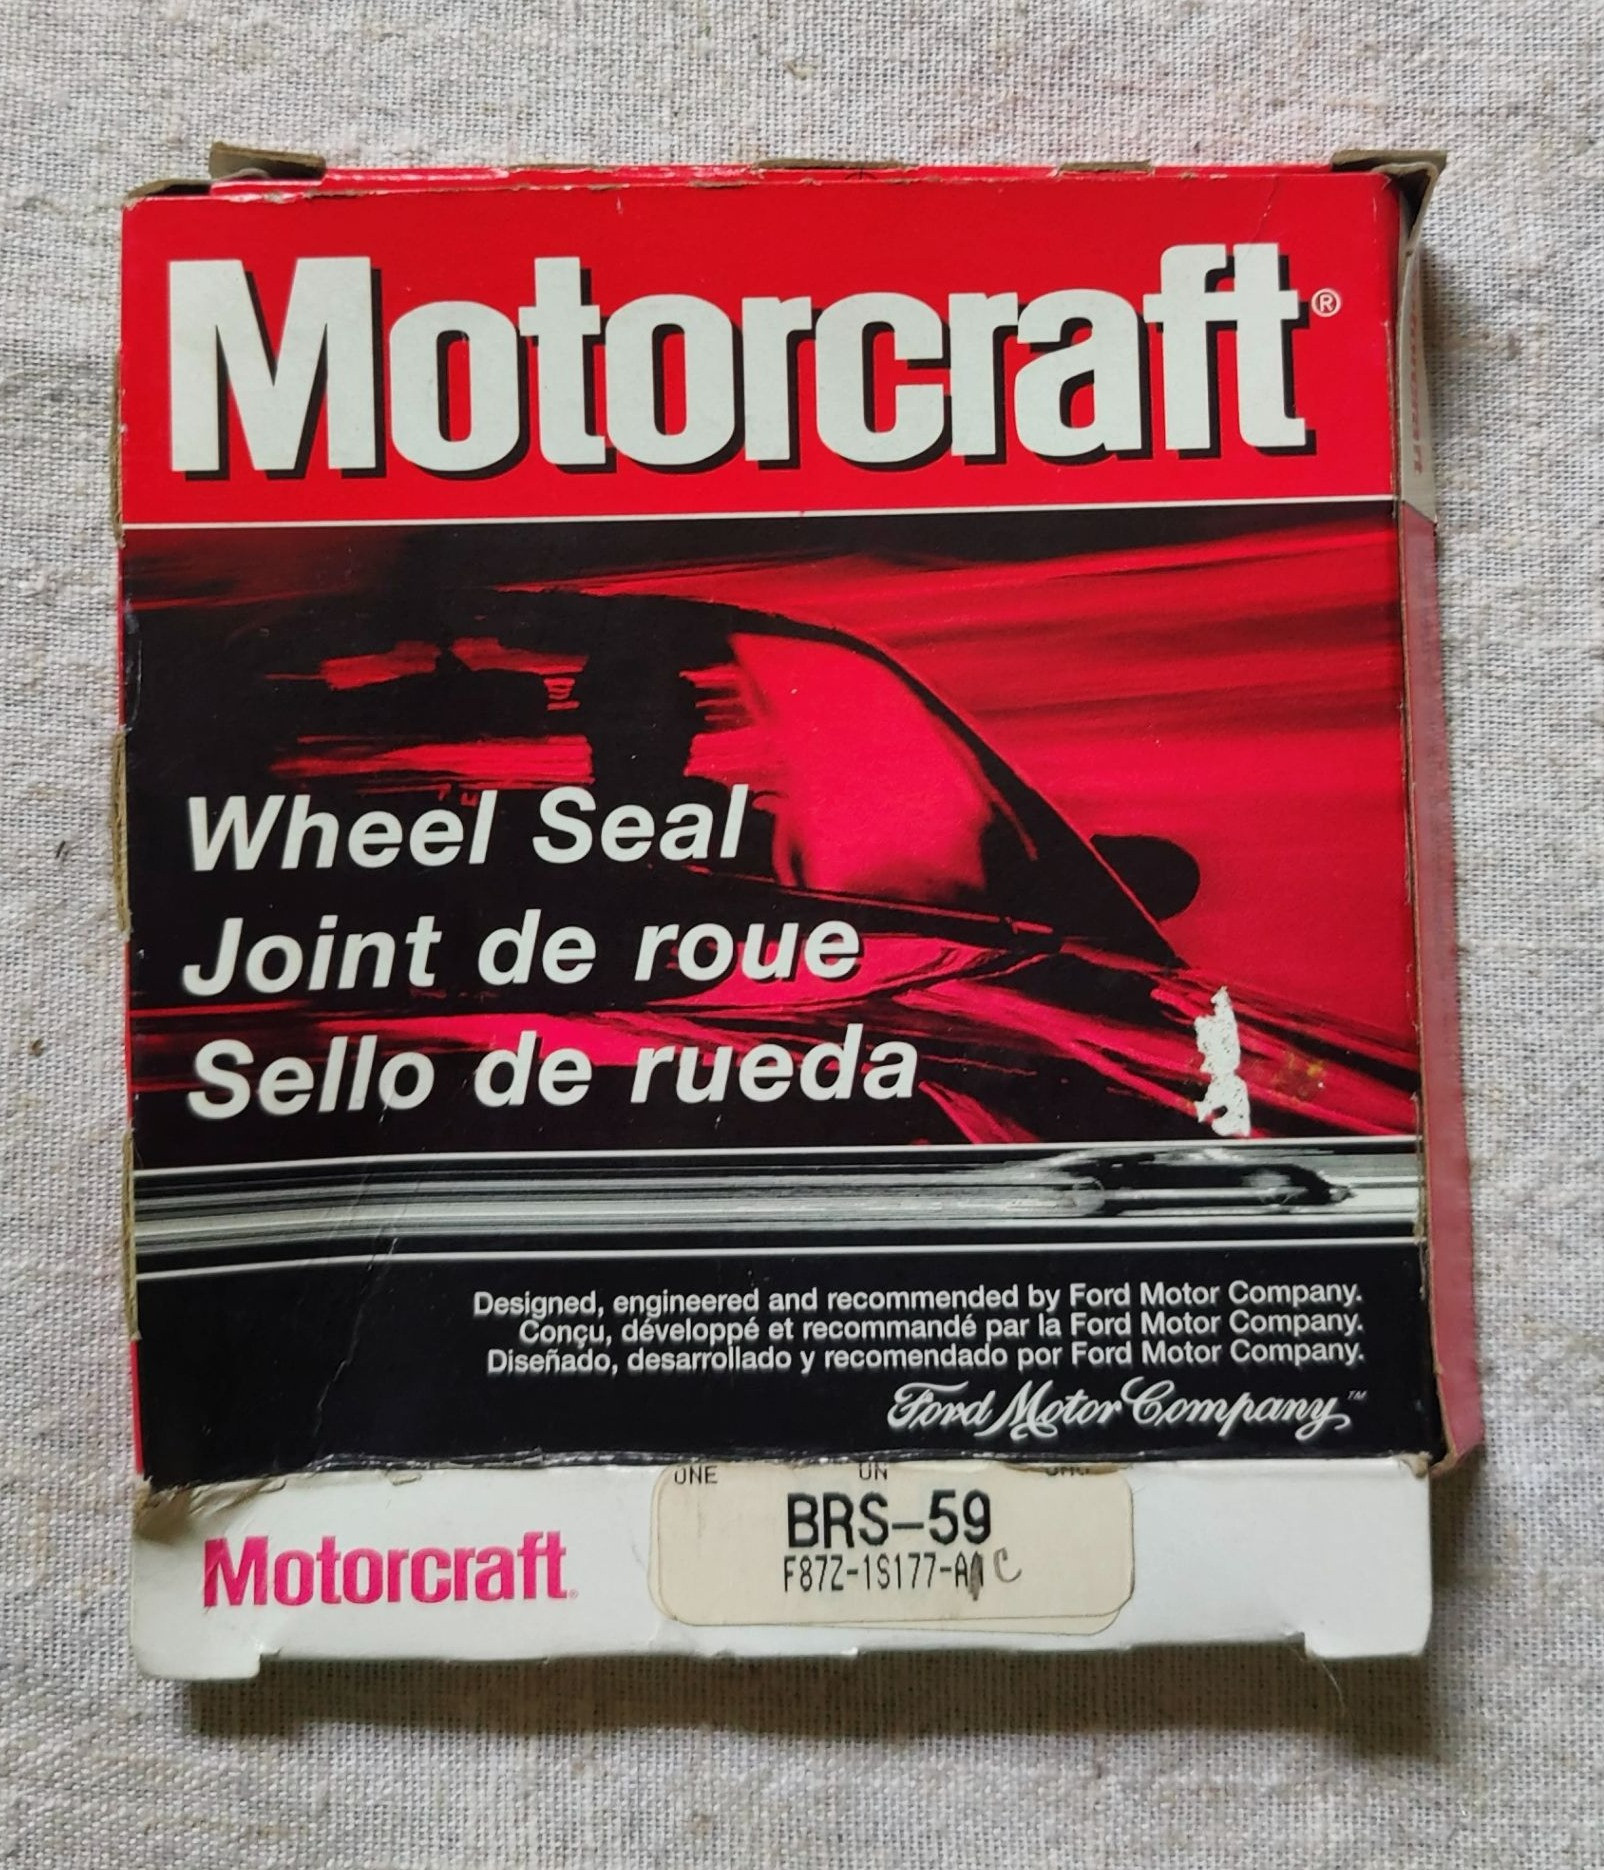 Motorcraft®
Wheel Seal
Joint de roue
Sello de rueda
Designed, engineered and recommended by Ford Motor Company.
Conçu, développé et recommandé par la Ford Motor Company.
Diseñado, desarrollado y recomendado por Ford Motor Company.
Ford Motor Company™
ONE UN
BRS-59
Motorcraft®
F87Z-1S177-A C